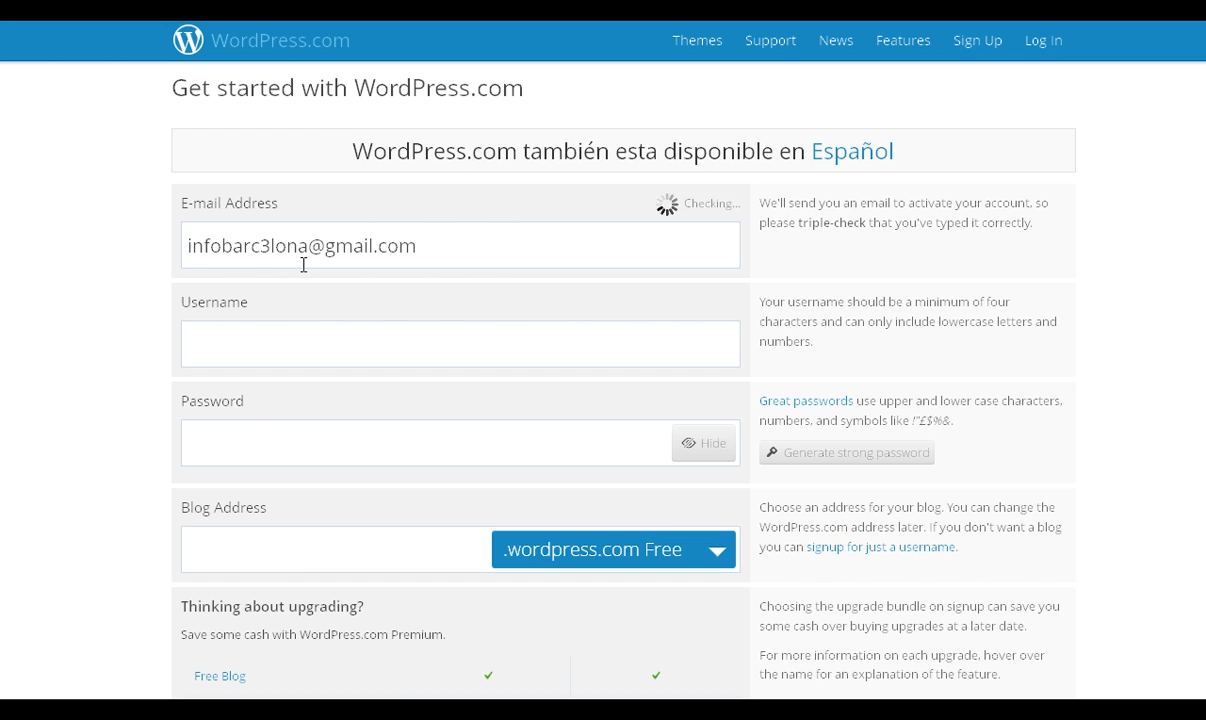 WordPress.com
Themes Support News Features Sign Up Log In
Get started with WordPress.com
WordPress.com también esta disponible en Español
E-mail Address
Checking...
infobarc3lona@gmail.com
We'll send you an email to activate your account, so
please triple-check that you've typed it correctly.
Username
Your username should be a minimum of four
characters and can only include lowercase letters and
numbers.
Password
Hide
Great passwords use upper and lower case characters,
numbers, and symbols like !"£$%&.
Generate strong password
Blog Address
.wordpress.com Free
Choose an address for your blog. You can change the
WordPress.com address later. If you don't want a blog
you can signup for just a username.
Thinking about upgrading?
Save some cash with WordPress.com Premium.
Free Blog
Choosing the upgrade bundle on signup can save you
some cash over buying upgrades at a later date.
For more information on each upgrade, hover over
the name for an explanation of the feature.